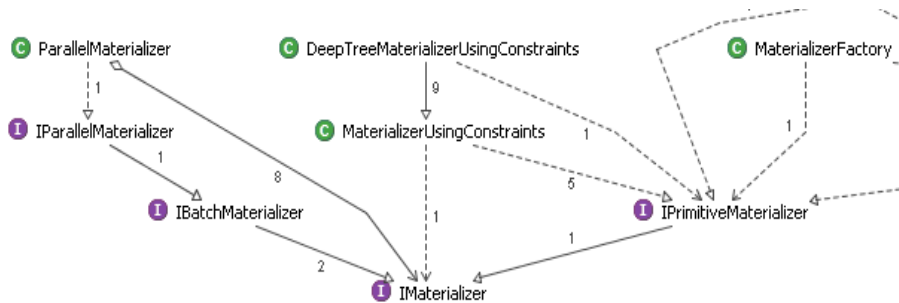 C ParallelMaterializer
C DeepTreeMaterializerUsingConstraints
C MaterializerFactory
1
9
I IParallelMaterializer
C MaterializerUsingConstraints
1
1
1
8
5
I IBatchMaterializer
I IPrimitiveMaterializer
1
1
2
I IMaterializer